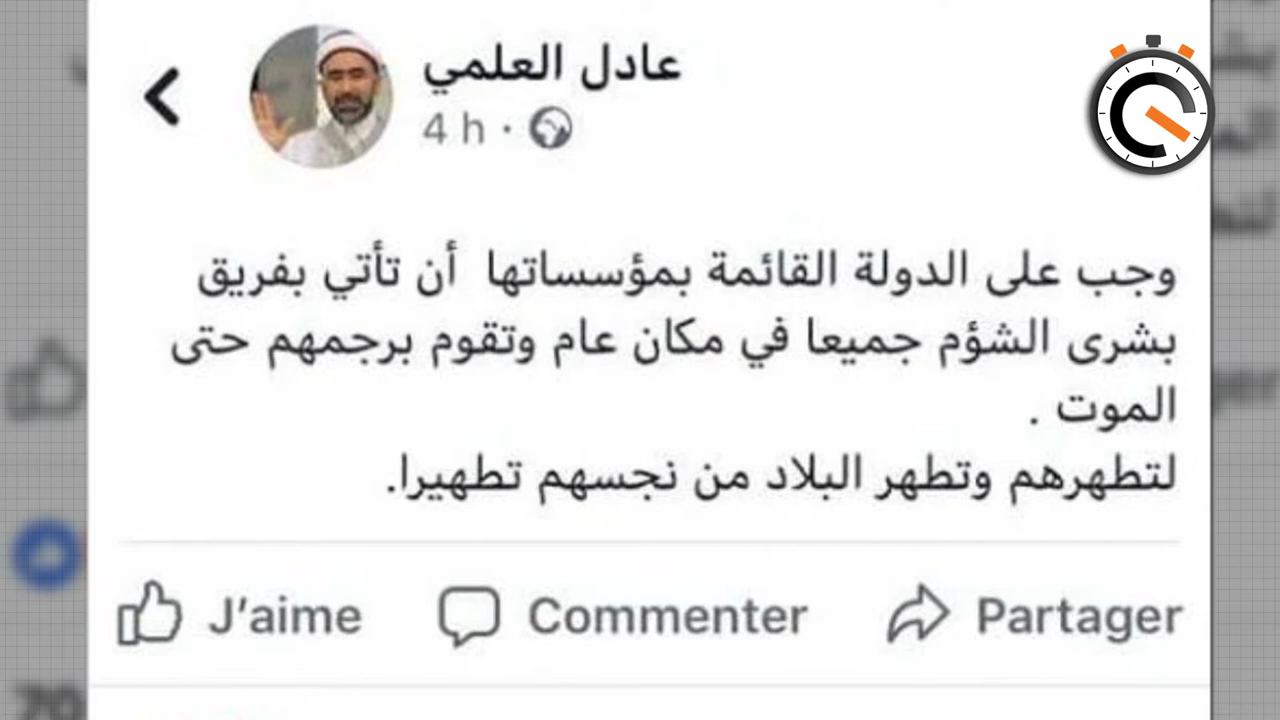 عادل العلمي
4 h ·
وجب على الدولة القائمة بمؤسساتها أن تأتي بفريق
بشرى الشؤم جميعا في مكان عام وتقوم برجمهم حتى
الموت .
لتطهرهم وتطهر البلاد من نجسهم تطهيرا.
J'aime
Commenter
Partager